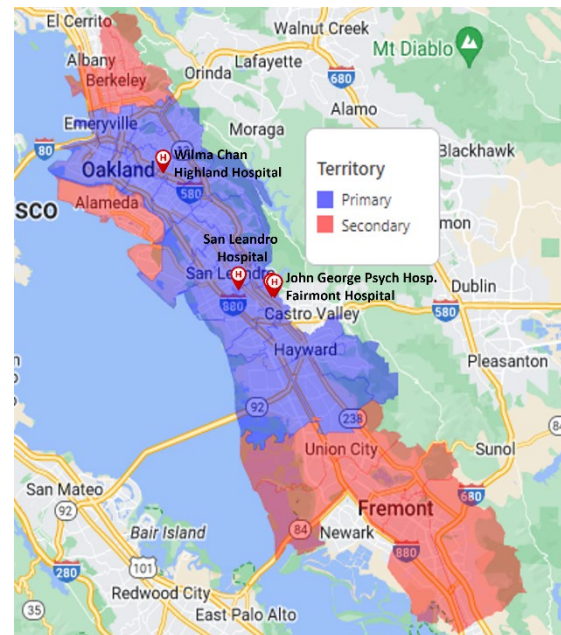 El Cerrito
Walnut Creek
Mt Diablo
Albany
Lafayette
Berkeley
Orinda
680
Alamo
Emeryville
Moraga
80
Wilma Chan
Highland Hospital
Oakland
580
Blackhawk
Territory
Primary
Secondary
Alameda
SCO
mon
San Leandro
Hospital
San Leandro
John George Psych Hosp.
Fairmont Hospital
Dublin
880
580
Castro Valley
Hayward
Pleasanton
92
238
84
Union City
Sunol
San Mateo
92
Fremont
680
Bair Island
84
Newark
880
101
280
Redwood City
East Palo Alto
35